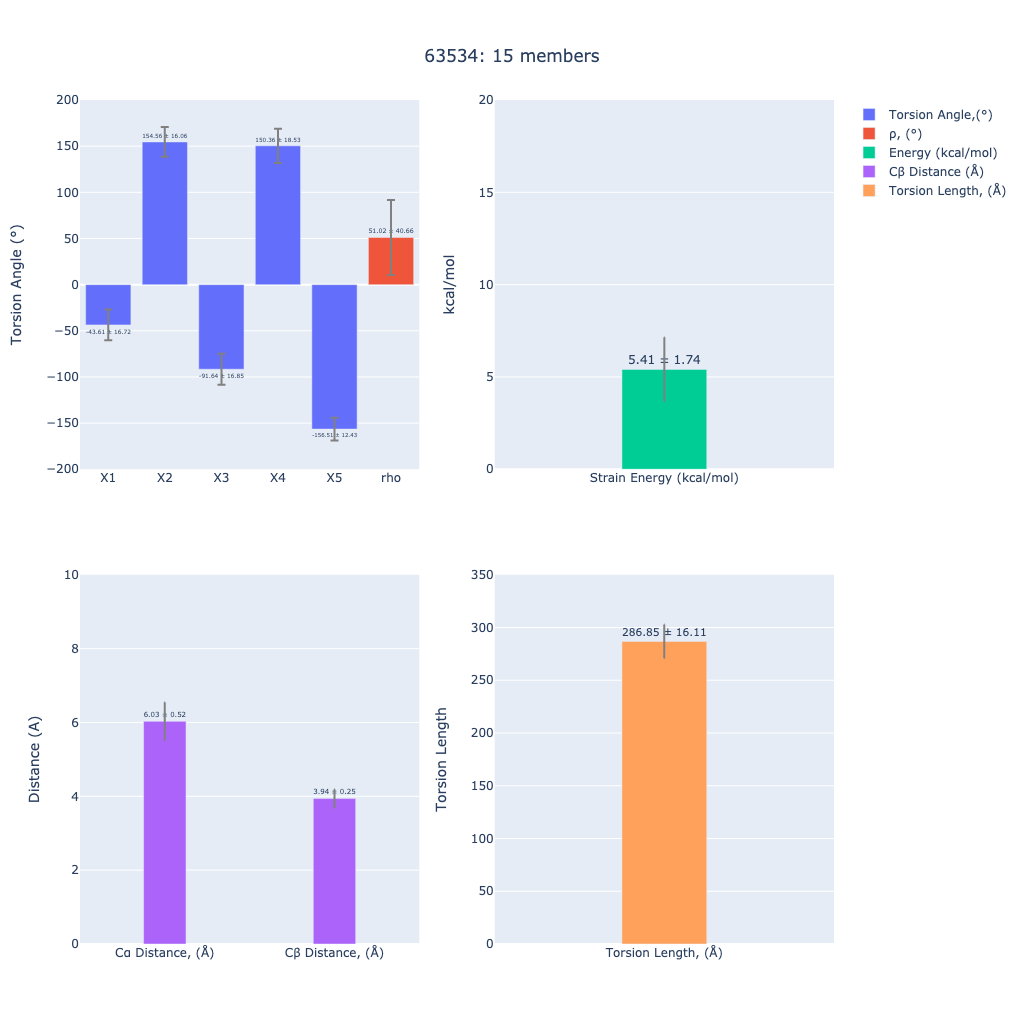 63534: 15 members
Torsion Angle (°)
200
150
100
50
0
−50
−100
−150
−200
-43.61 ± 16.72
154.56 ± 16.06
-91.64 ± 16.85
150.36 ± 18.53
-156.51 ± 12.43
51.02 ± 40.66
X1 X2 X3 X4 X5 rho
kcal/mol
20
15
10
5
0
5.41 ± 1.74
Strain Energy (kcal/mol)
Torsion Angle,(°)
ρ, (°)
Energy (kcal/mol)
Cβ Distance (Å)
Torsion Length, (Å)
Distance (A)
10
8
6
4
2
0
6.03 ± 0.52
3.94 ± 0.25
Cα Distance, (Å) Cβ Distance, (Å)
Torsion Length
350
300
250
200
150
100
50
0
286.85 ± 16.11
Torsion Length, (Å)